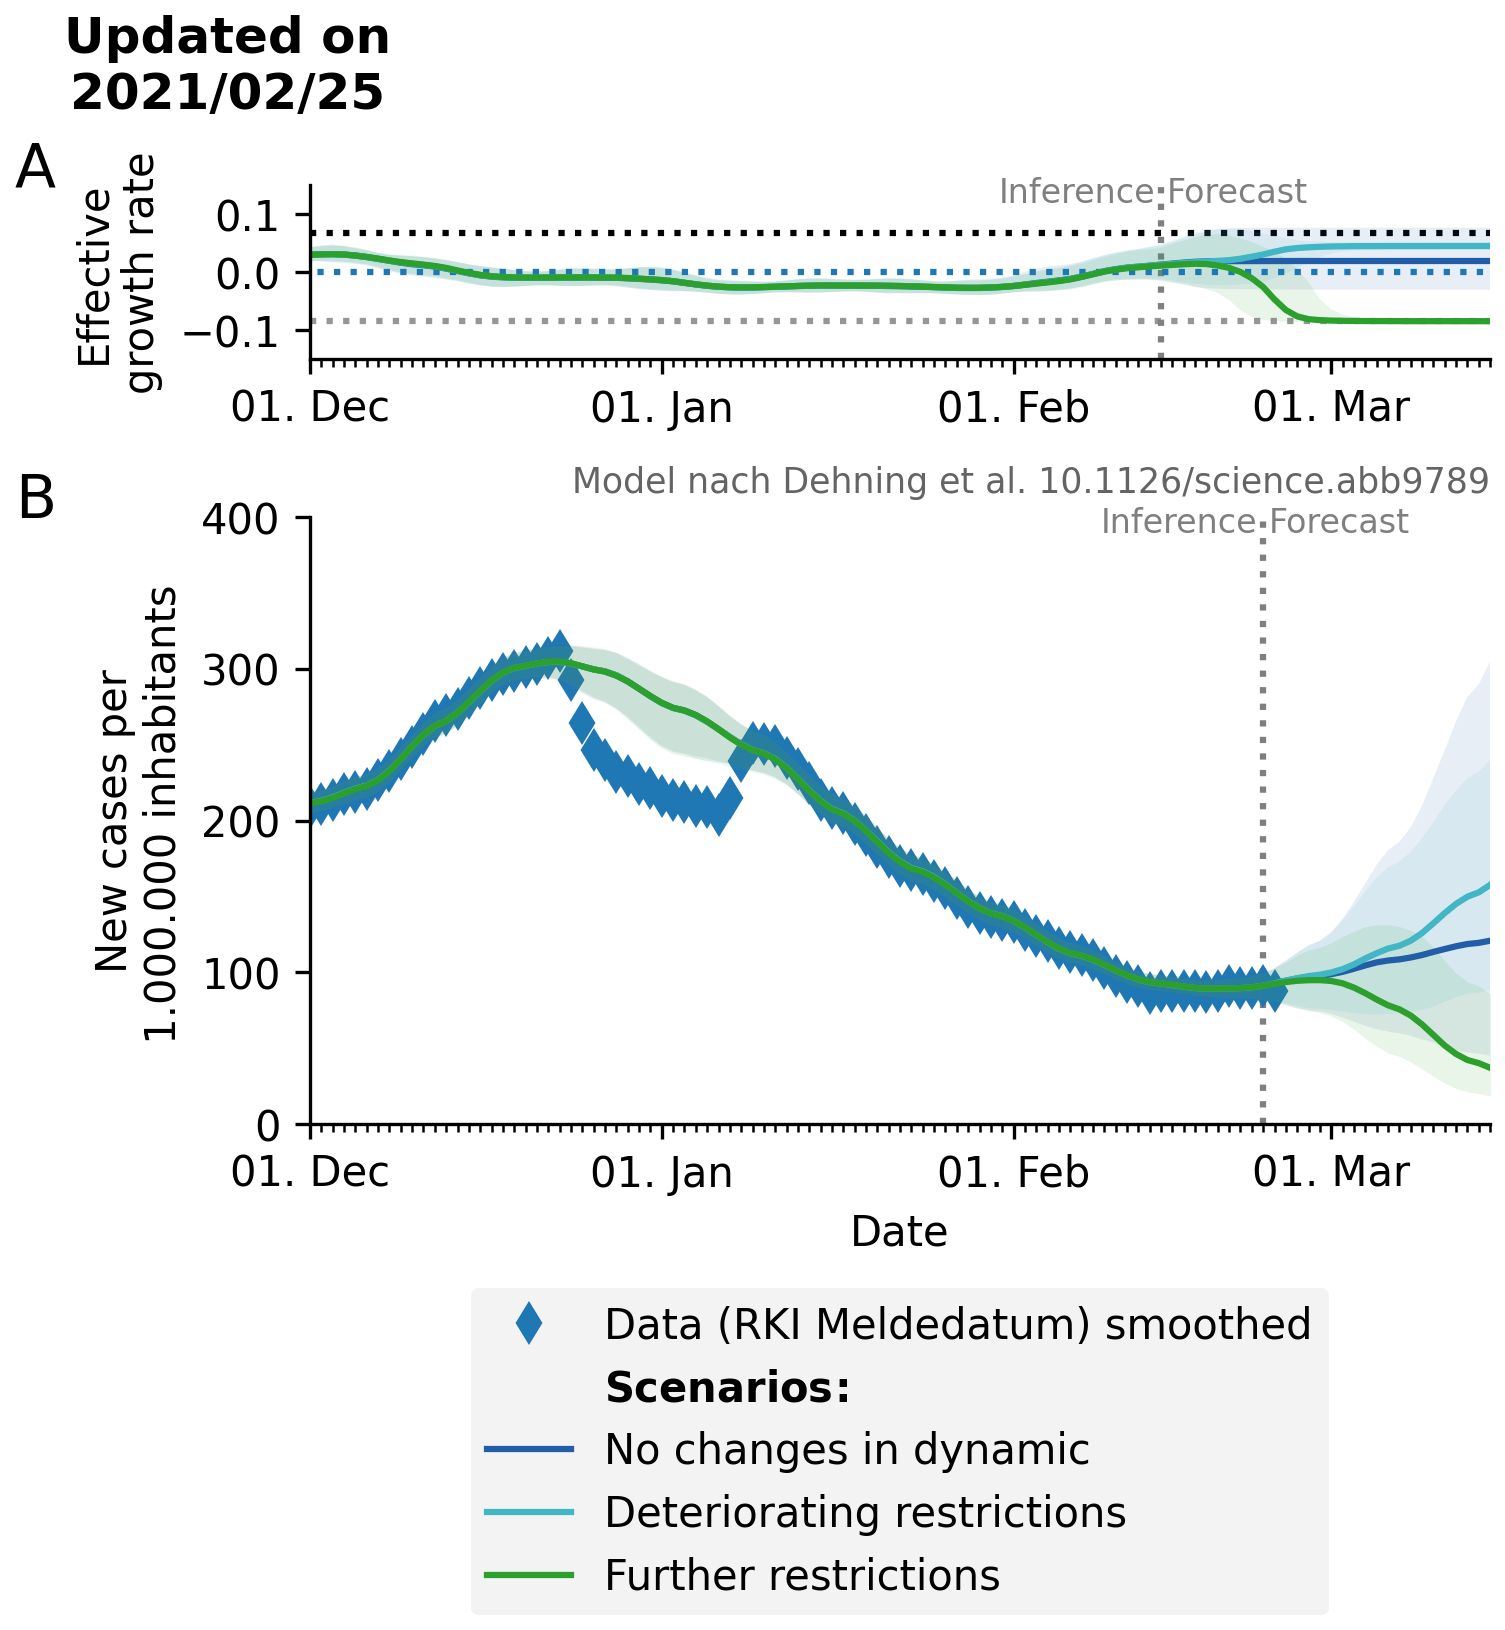 Updated on
2021/02/25
A
Effective
growth rate
0.1
0.0
−0.1
Inference Forecast
01. Dec 01. Jan 01. Feb 01. Mar
B
Model nach Dehning et al. 10.1126/science.abb9789
Inference Forecast
New cases per
1.000.000 inhabitants
400
300
200
100
0
01. Dec 01. Jan 01. Feb 01. Mar
Date
Data (RKI Meldedatum) smoothed
Scenarios:
No changes in dynamic
Deteriorating restrictions
Further restrictions